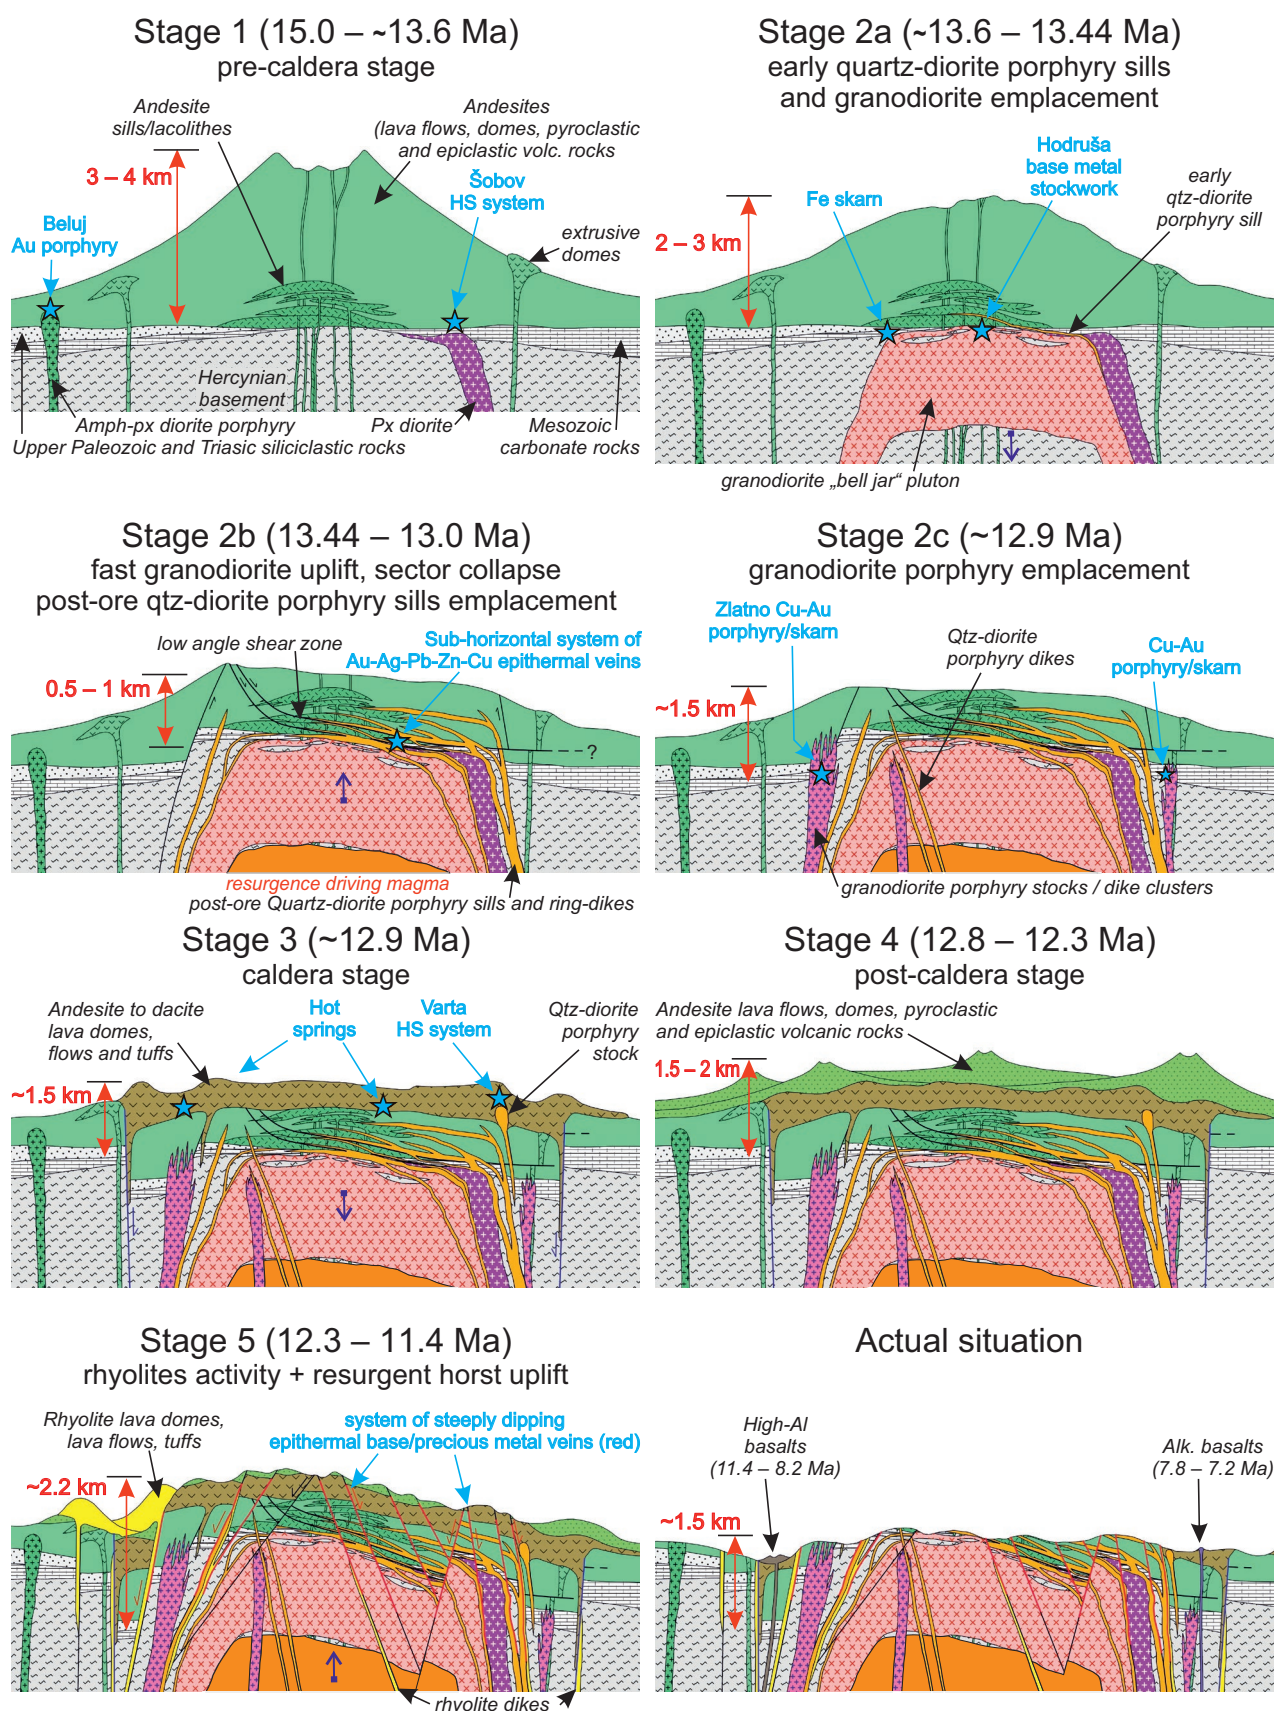 Stage 1 (15.0 – ~13.6 Ma)
pre-caldera stage
Andesite
sills/lacolithes
Andesites
(lava flows, domes, pyroclastic
and epiclastic volc. rocks
3 – 4 km
Šobov
HS system
Beluj
Au porphyry
extrusive
domes
Hercynian
basement
Amph-px diorite porphyry
Px diorite
Mesozoic
carbonate rocks
Upper Paleozoic and Triasic siliciclastic rocks
Stage 2a (~13.6 – 13.44 Ma)
early quartz-diorite porphyry sills
and granodiorite emplacement
Hodruša
base metal
stockwork
Fe skarn
early
qtz-diorite
porphyry sill
2 – 3 km
granodiorite „bell jar“ pluton
Stage 2b (13.44 – 13.0 Ma)
fast granodiorite uplift, sector collapse
post-ore qtz-diorite porphyry sills emplacement
low angle shear zone
Sub-horizontal system of
Au-Ag-Pb-Zn-Cu epithermal veins
0.5 – 1 km
?
resurgence driving magma
post-ore Quartz-diorite porphyry sills and ring-dikes
Stage 2c (~12.9 Ma)
granodiorite porphyry emplacement
Zlatno Cu-Au
porphyry/skarn
Qtz-diorite
porphyry dikes
Cu-Au
porphyry/skarn
~1.5 km
granodiorite porphyry stocks / dike clusters
Stage 3 (~12.9 Ma)
caldera stage
Andesite to dacite
lava domes,
flows and tuffs
Hot
springs
Varta
HS system
Qtz-diorite
porphyry
stock
~1.5 km
Stage 4 (12.8 – 12.3 Ma)
post-caldera stage
Andesite lava flows, domes, pyroclastic
and epiclastic volcanic rocks
1.5 – 2 km
Stage 5 (12.3 – 11.4 Ma)
rhyolites activity + resurgent horst uplift
Rhyolite lava domes,
lava flows, tuffs
system of steeply dipping
epithermal base/precious metal veins (red)
~2.2 km
rhyolite dikes
Actual situation
High-Al
basalts
(11.4 – 8.2 Ma)
Alk. basalts
(7.8 – 7.2 Ma)
~1.5 km